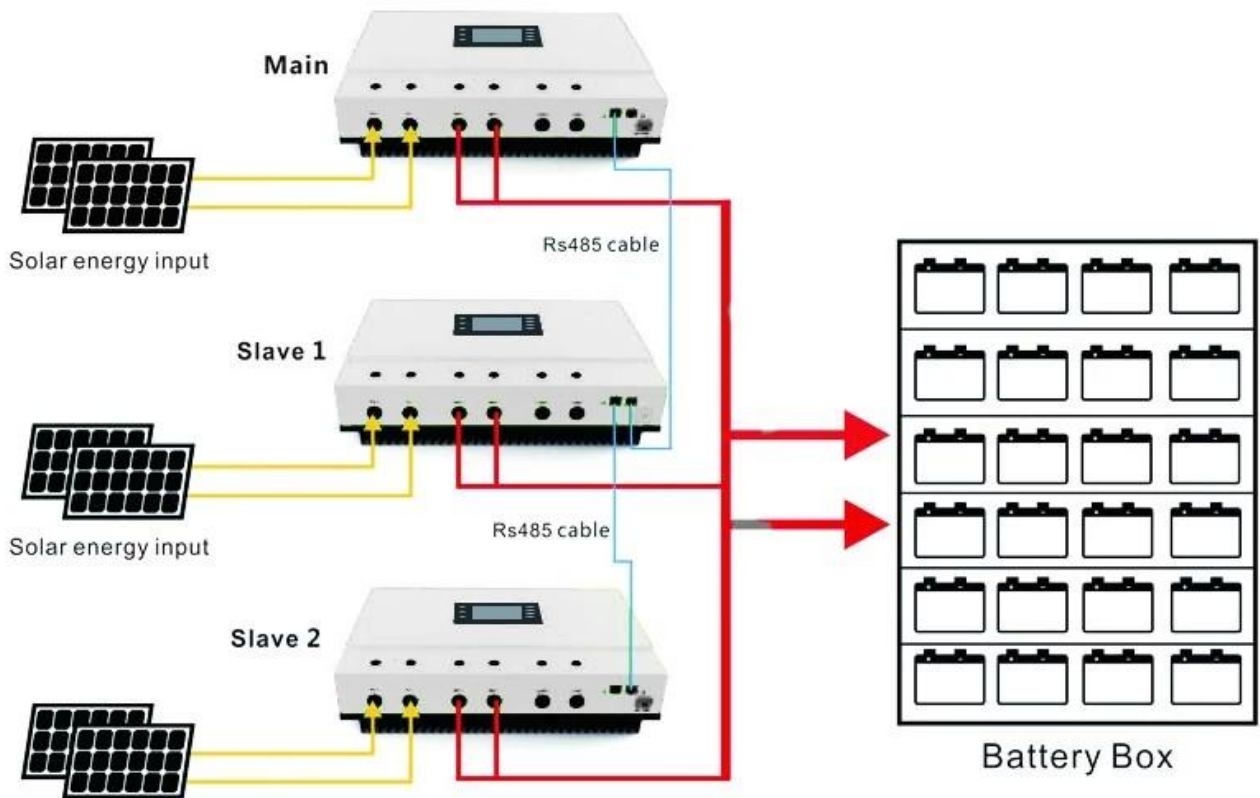 Main
Solar energy input
Rs485 cable
Slave 1
Solar energy input
Rs485 cable
Slave 2
Battery Box